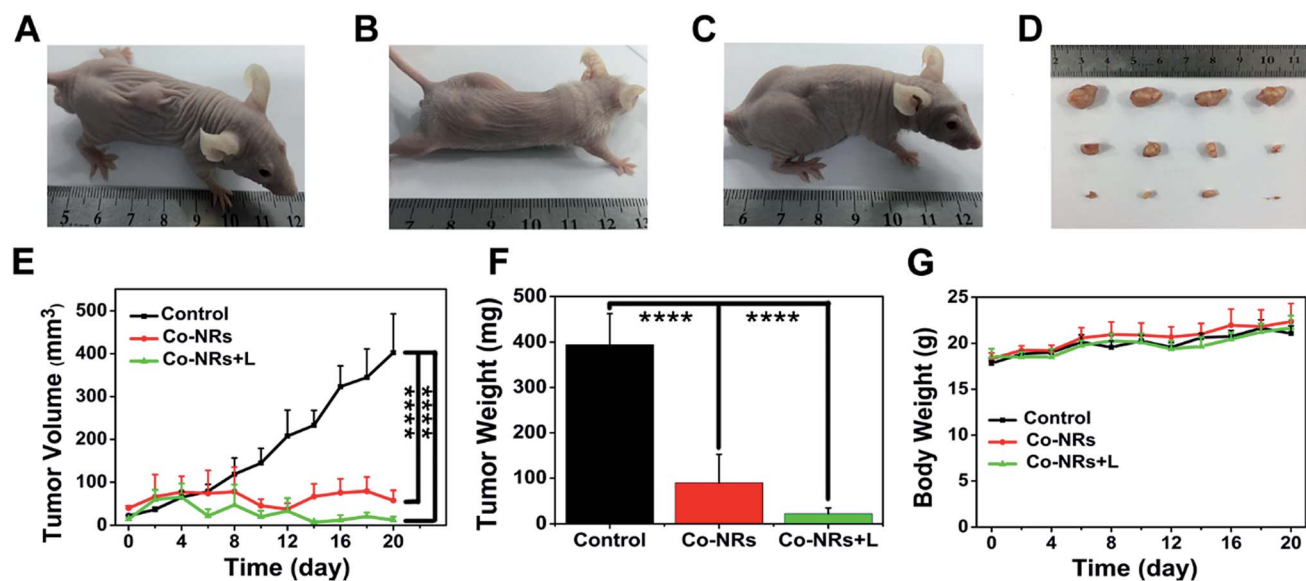 A B C D
5 6 7 8 9 10 11 12
7 8 9 10 11 12 13
6 7 8 9 10 11 12
2 3 4 5 6 7 8 9 10 11
E
Tumor Volume (mm³)
500
400
300
200
100
0
Control
Co-NRs
Co-NRs+L
****
****
0 4 8 12 16 20
Time (day)
F
Tumor Weight (mg)
500
400
300
200
100
0
**** ****
Control Co-NRs Co-NRs+L
G
Body Weight (g)
25
20
15
10
5
0
Control
Co-NRs
Co-NRs+L
0 4 8 12 16 20
Time (day)